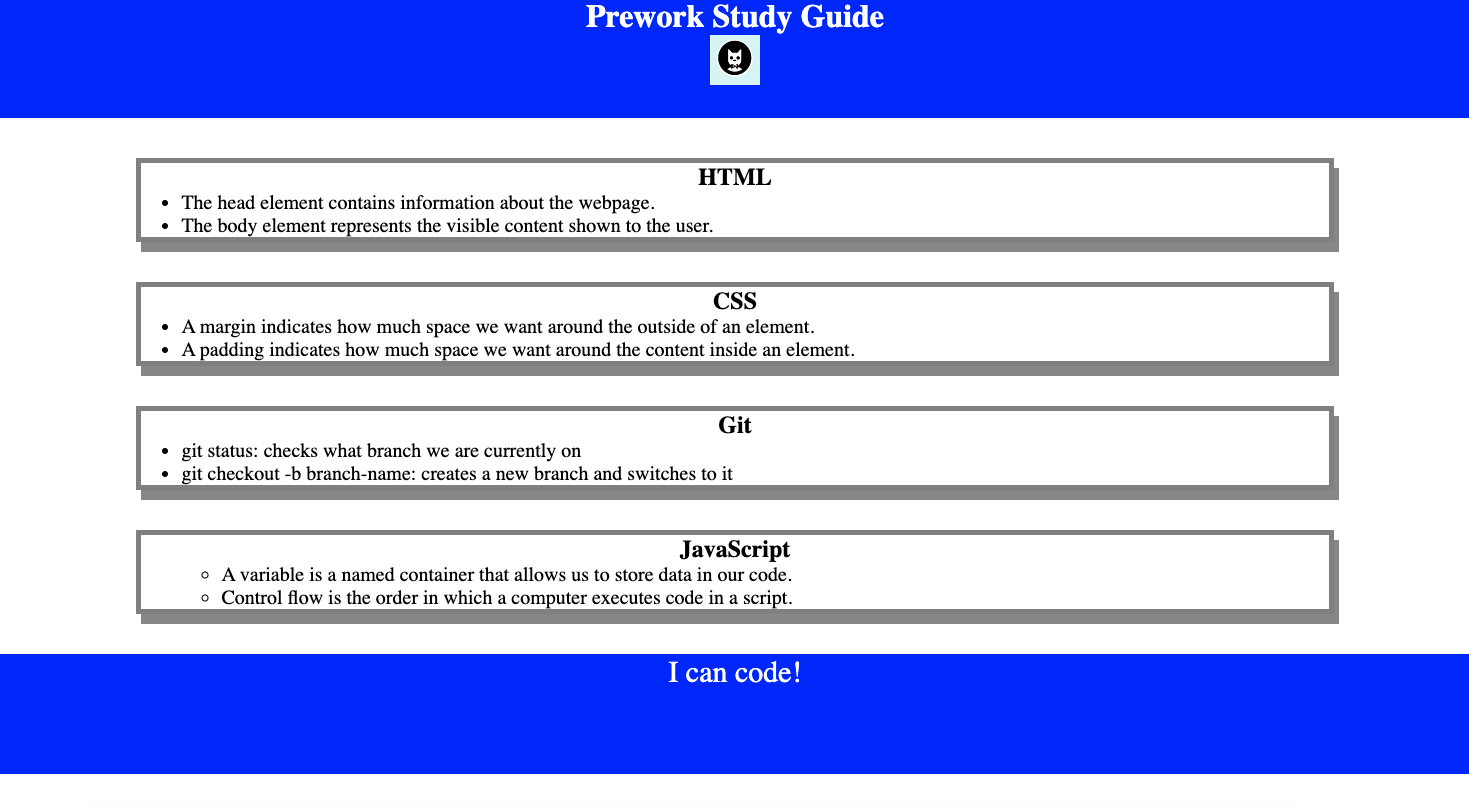 Prework Study Guide
HTML
The head element contains information about the webpage.
The body element represents the visible content shown to the user.
CSS
A margin indicates how much space we want around the outside of an element.
A padding indicates how much space we want around the content inside an element.
Git
git status: checks what branch we are currently on
git checkout -b branch-name: creates a new branch and switches to it
JavaScript
A variable is a named container that allows us to store data in our code.
Control flow is the order in which a computer executes code in a script.
I can code!